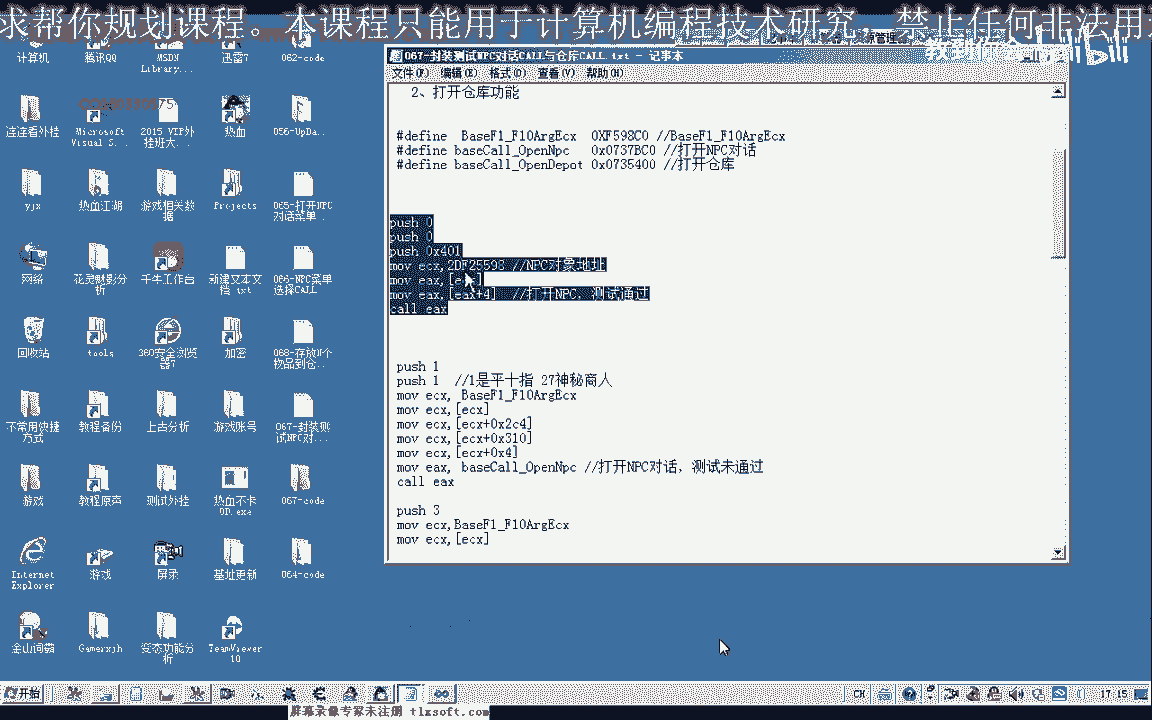 求帮你规划课程。本课程只能用于计算机编程技术研究，禁止任何非法用途
067-封装测试NPC对话CALL与仓库CALL.txt - 记事本
文件(F) 编辑(E) 格式(O) 查看(V) 帮助(H)
2、打开仓库功能
#define  BaseF1_F10ArgEcx  0XF598C0 //BaseF1_F10ArgEcx
#define baseCall_OpenNpc   0x0737BC0 //打开NPC对话
#define baseCall_OpenDepot 0x0735400 //打开仓库
push 0
push 0
push 0x401
mov ecx,2DF25598 //NPC对象地址
mov eax,[ecx]
mov eax,[eax+4]  //打开NPC，测试通过
call eax
push 1
push 1  //1是平十指 27神秘商人
mov ecx, BaseF1_F10ArgEcx
mov ecx,[ecx]
mov ecx,[ecx+0x2c4]
mov ecx,[ecx+0x310]
mov ecx,[ecx+0x4]
mov eax, baseCall_OpenNpc //打开NPC对话，测试未通过
call eax
push 3
mov ecx,BaseF1_F10ArgEcx
mov ecx,[ecx]
计算机 腾讯QQ MSDN Library... 迅雷7 062-code
连连看外挂 Microsoft Visual S... 2015 VIP外挂班大... 热血 056-UpDa...
yjx 热血江湖 游戏相关数据 Projects 065-打开NPC对话菜单...
网络 花灵财影分析 千牛工作台 新建文本文档.txt 066-NPC菜单选择CALL
回收站 tools 360安全浏览器7 加密 068-存放N个物品到仓...
不常用快捷方式 教程备份 上古分析 游戏账号 067-封装测试NPC对...
游戏 教程原声 测试外挂 热血不卡OD.exe 067-code
Internet Explorer 游戏 屏录 基址更新 064-code
金山词霸 Gamerxjh 变态功能分析 TeamViewer 10
开始
CH
17:15
屏幕录像专家未注册 tlxsoft.com